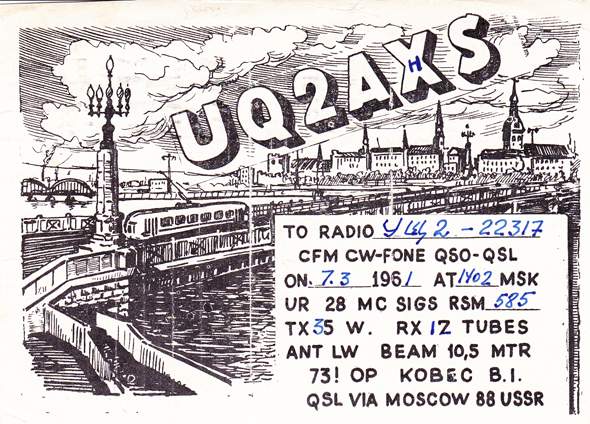 UQ2AXS
H
TO RADIO 2-22317
CFM CW-FONE QSO-QSL
ON 7.3 1961 AT 1402 MSK
UR 28 MC SIGS RSM 585
TX 35 W. RX 12 TUBES
ANT LW BEAM 10,5 MTR
73! OP KOBEC B.I.
QSL VIA MOSCOW 88 USSR